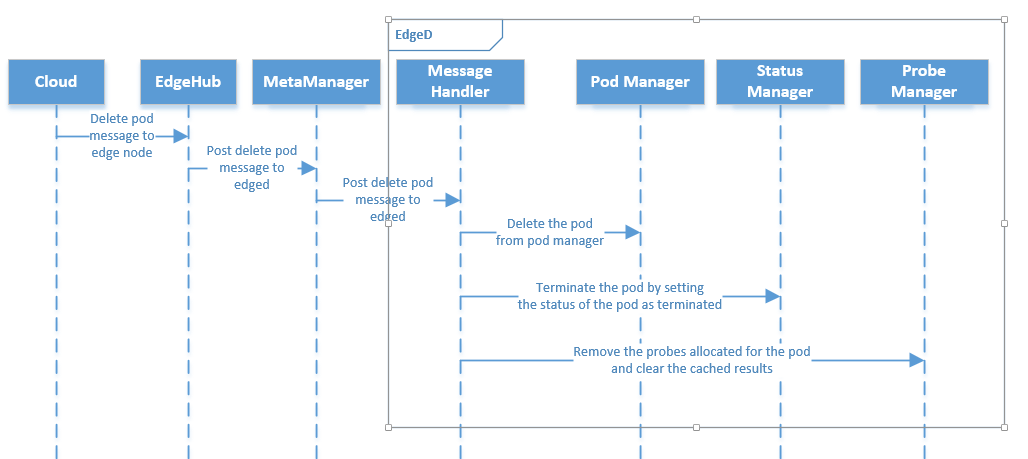 EdgeD
Cloud
EdgeHub
MetaManager
Message
Handler
Pod Manager
Status
Manager
Probe
Manager
Delete pod
message to
edge node
Post delete pod
message to
edged
Post delete pod
message to
edged
Delete the pod
from pod manager
Terminate the pod by setting
the status of the pod as terminated
Remove the probes allocated for the pod
and clear the cached results